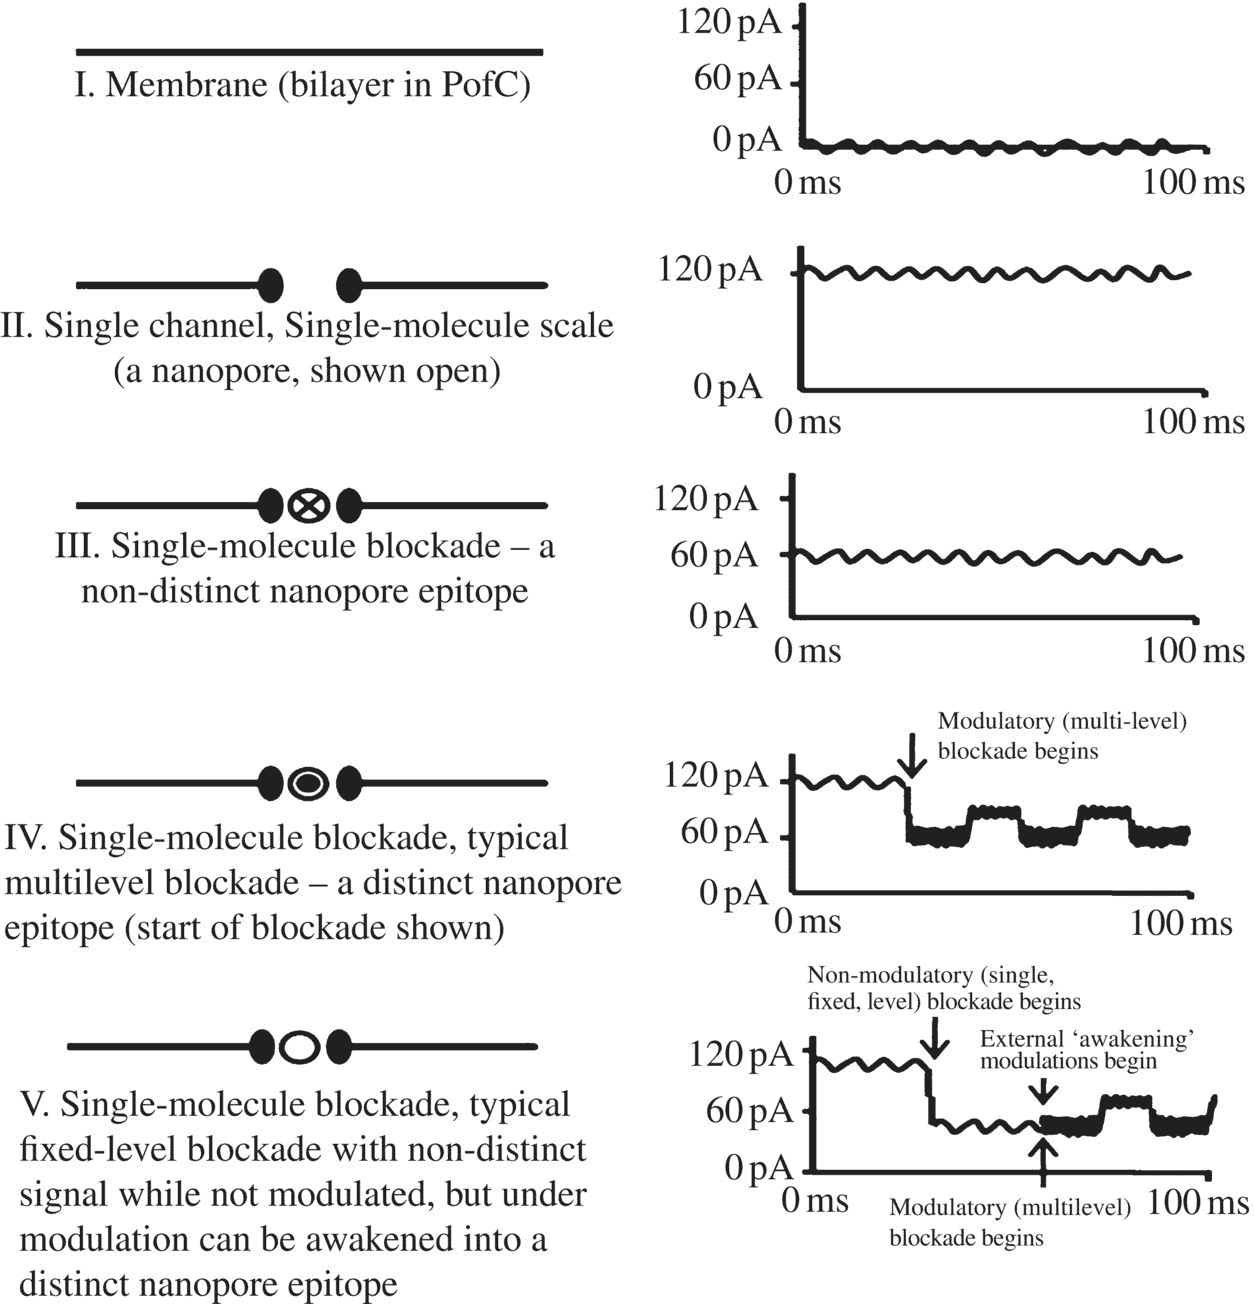 120 pA
60 pA
0 pA
0 ms 100 ms
I. Membrane (bilayer in PofC)
120 pA
0 pA
0 ms 100 ms
II. Single channel, Single-molecule scale
(a nanopore, shown open)
120 pA
60 pA
0 pA
0 ms 100 ms
III. Single-molecule blockade – a
non-distinct nanopore epitope
Modulatory (multi-level)
blockade begins
120 pA
60 pA
0 pA
0 ms 100 ms
IV. Single-molecule blockade, typical
multilevel blockade – a distinct nanopore
epitope (start of blockade shown)
Non-modulatory (single,
fixed, level) blockade begins
External ‘awakening’
modulations begin
120 pA
60 pA
0 pA
0 ms 100 ms
Modulatory (multilevel)
blockade begins
V. Single-molecule blockade, typical
fixed-level blockade with non-distinct
signal while not modulated, but under
modulation can be awakened into a
distinct nanopore epitope